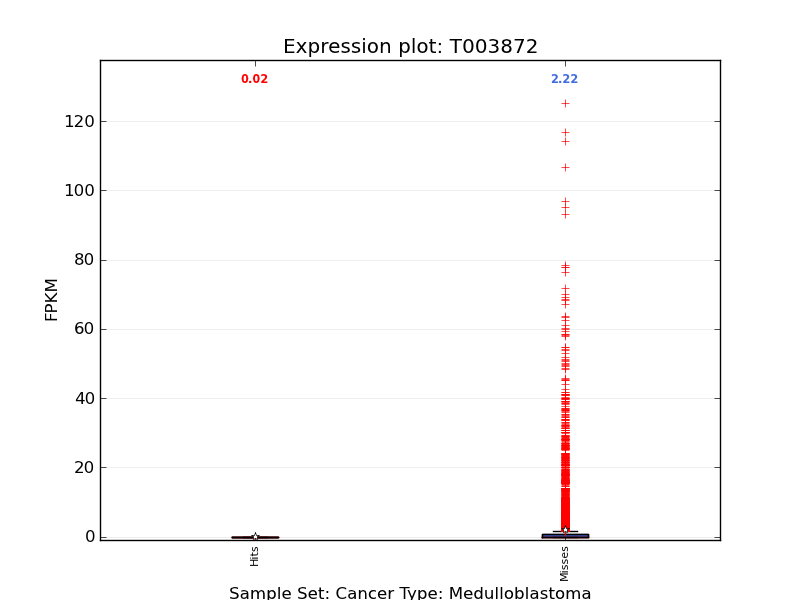 Expression plot: T003872
0.02
2.22
120
100
80
60
40
20
0
FPKM
Hits
Misses
Sample Set: Cancer Type: Medulloblastoma